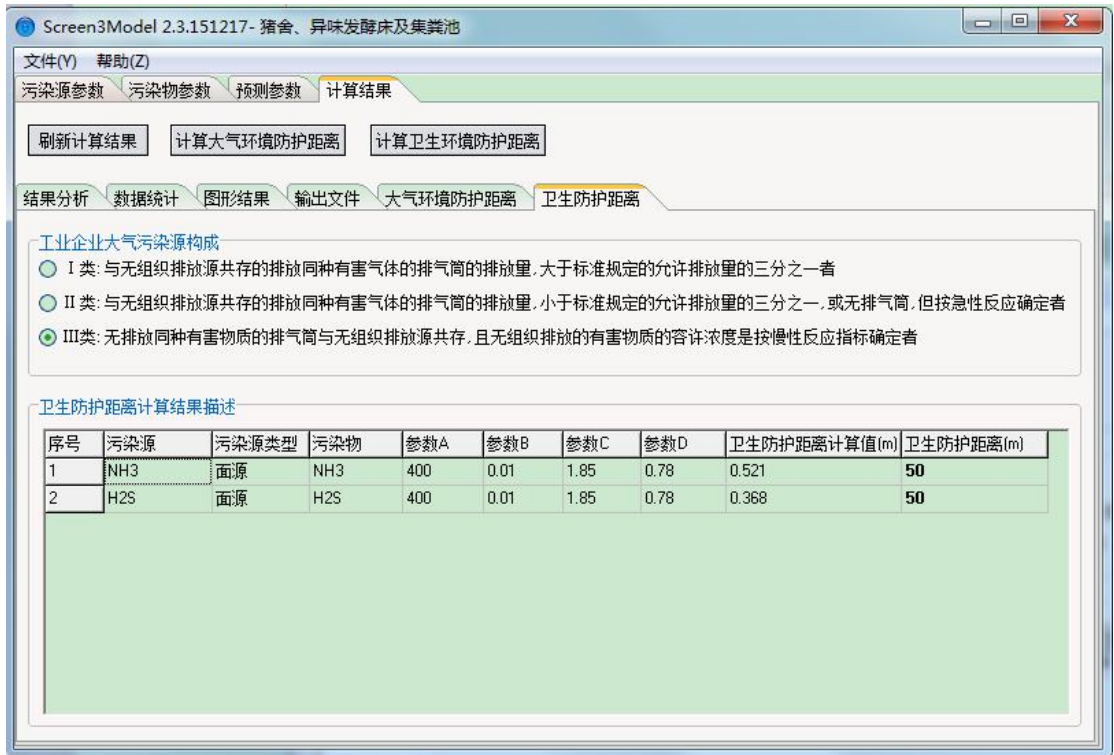 Screen3Model 2.3.151217- 猪舍、异味发酵床及集粪池
文件(Y) 帮助(Z)
污染源参数 污染物参数 预测参数 计算结果
刷新计算结果 计算大气环境防护距离 计算卫生环境防护距离
结果分析 数据统计 图形结果 输出文件 大气环境防护距离 卫生防护距离
工业企业大气污染源构成
I 类: 与无组织排放源共存的排放同种有害气体的排气筒的排放量,大于标准规定的允许排放量的三分之一者
II 类: 与无组织排放源共存的排放同种有害气体的排气筒的排放量,小于标准规定的允许排放量的三分之一,或无排气筒,但按急性反应确定者
III类: 无排放同种有害物质的排气筒与无组织排放源共存,且无组织排放的有害物质的容许浓度是按慢性反应指标确定者
卫生防护距离计算结果描述
序号 污染源 污染源类型 污染物 参数A 参数B 参数C 参数D 卫生防护距离计算值(m) 卫生防护距离(m)
1 NH3 面源 NH3 400 0.01 1.85 0.78 0.521 50
2 H2S 面源 H2S 400 0.01 1.85 0.78 0.368 50